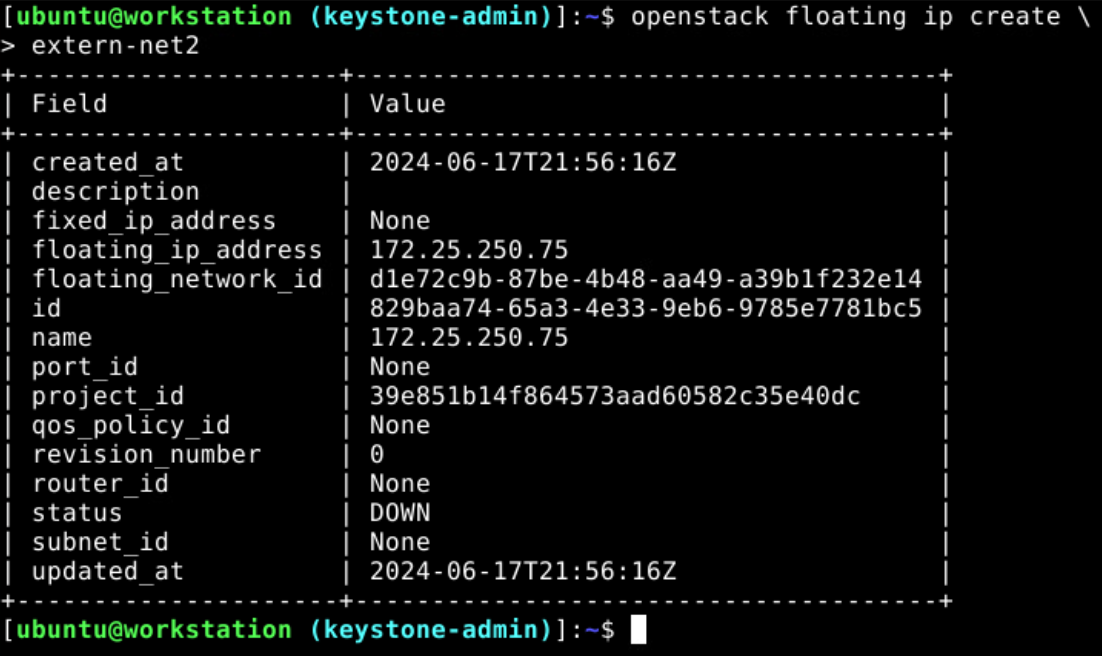 [ubuntu@workstation (keystone-admin)]:~$ openstack floating ip create \
> extern-net2
+---------------------+--------------------------------------+
| Field               | Value                                |
+---------------------+--------------------------------------+
| created_at          | 2024-06-17T21:56:16Z                 |
| description         |                                      |
| fixed_ip_address    | None                                 |
| floating_ip_address | 172.25.250.75                        |
| floating_network_id | d1e72c9b-87be-4b48-aa49-a39b1f232e14 |
| id                  | 829baa74-65a3-4e33-9eb6-9785e7781bc5 |
| name                | 172.25.250.75                        |
| port_id             | None                                 |
| project_id          | 39e851b14f864573aad60582c35e40dc     |
| qos_policy_id       | None                                 |
| revision_number     | 0                                    |
| router_id           | None                                 |
| status              | DOWN                                 |
| subnet_id           | None                                 |
| updated_at          | 2024-06-17T21:56:16Z                 |
+---------------------+--------------------------------------+
[ubuntu@workstation (keystone-admin)]:~$